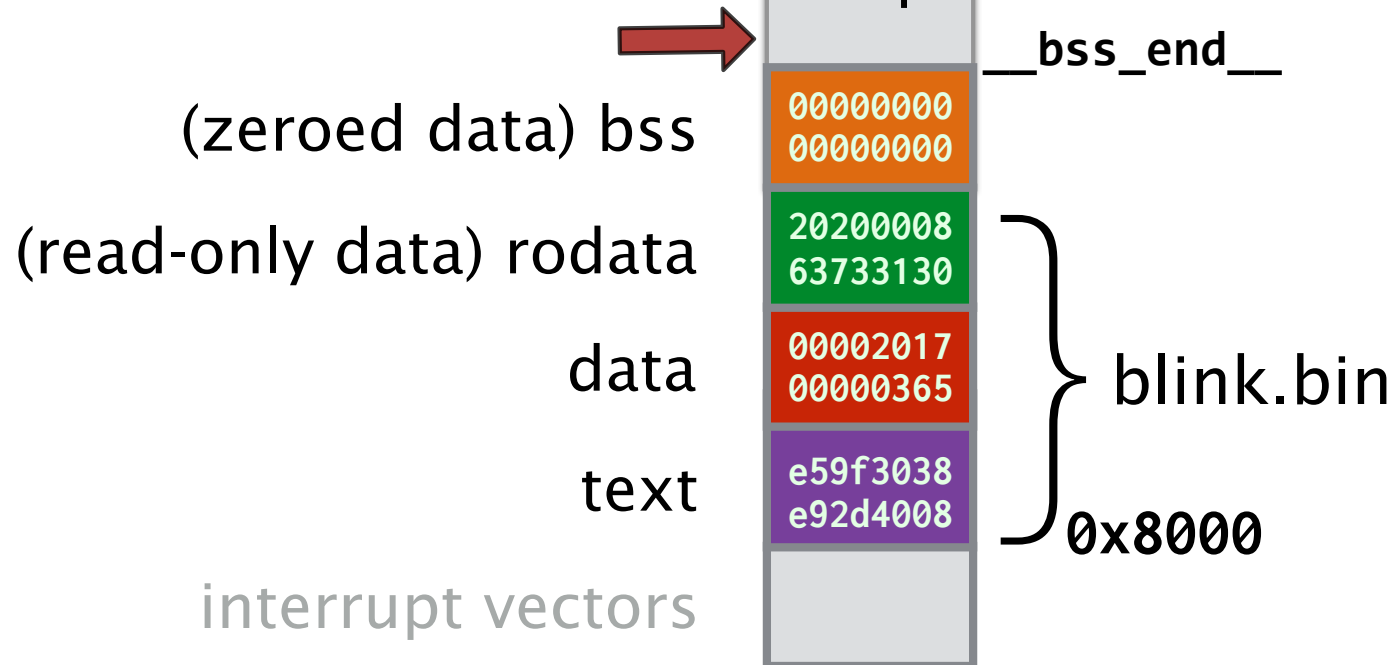 __bss_end__
(zeroed data) bss
00000000
00000000
(read-only data) rodata
20200008
63733130
data
00002017
00000365
blink.bin
text
e59f3038
e92d4008
0x8000
interrupt vectors